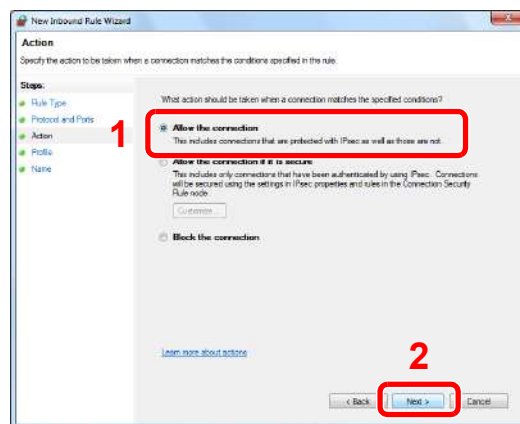 New Inbound Rule Wizard
Action
Specify the action to be taken when a connection matches the conditions specified in the rule.
Steps:
Rule Type
Protocol and Ports
Action
Profile
Name
What action should be taken when a connection matches the specified conditions?
1
Allow the connection
This includes connections that are protected with IPsec as well as those are not.
Allow the connection if it is secure
This includes only connections that have been authenticated by using IPsec. Connections
will be secured using the settings in IPsec properties and rules in the Connection Security
Rule node.
Customize...
Block the connection
Learn more about actions
2
< Back
Next >
Cancel